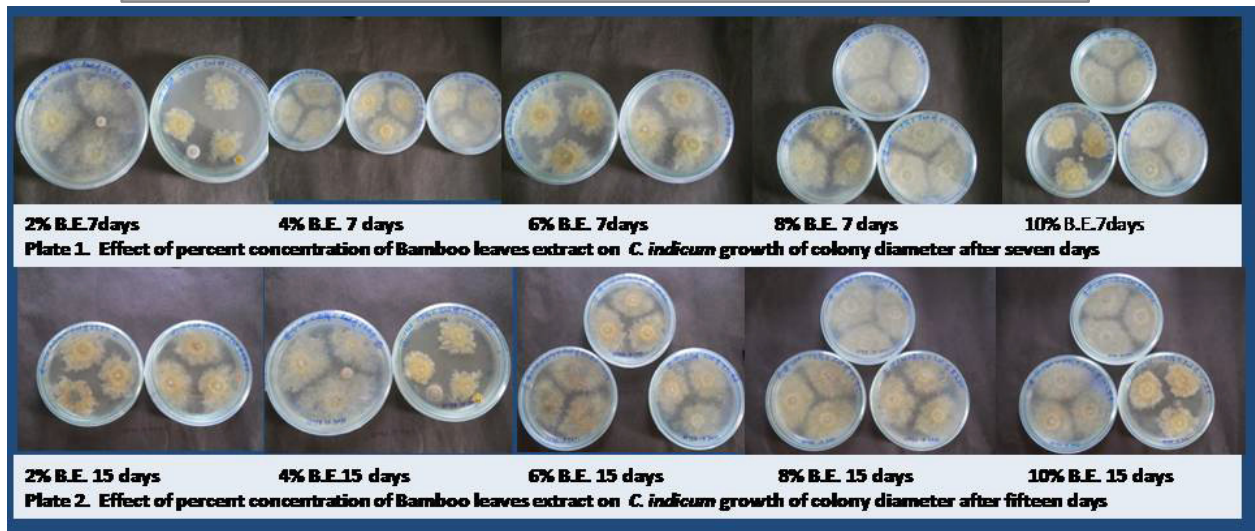 2% B.E.7days 4% B.E. 7 days 6% B.E. 7days 8% B.E. 7 days 10% B.E.7days
Plate 1. Effect of percent concentration of Bamboo leaves extract on C. indicum growth of colony diameter after seven days
2% B.E. 15 days 4% B.E.15 days 6% B.E. 15 days 8% B.E. 15 days 10% B.E. 15 days
Plate 2. Effect of percent concentration of Bamboo leaves extract on C. indicum growth of colony diameter after fifteen days